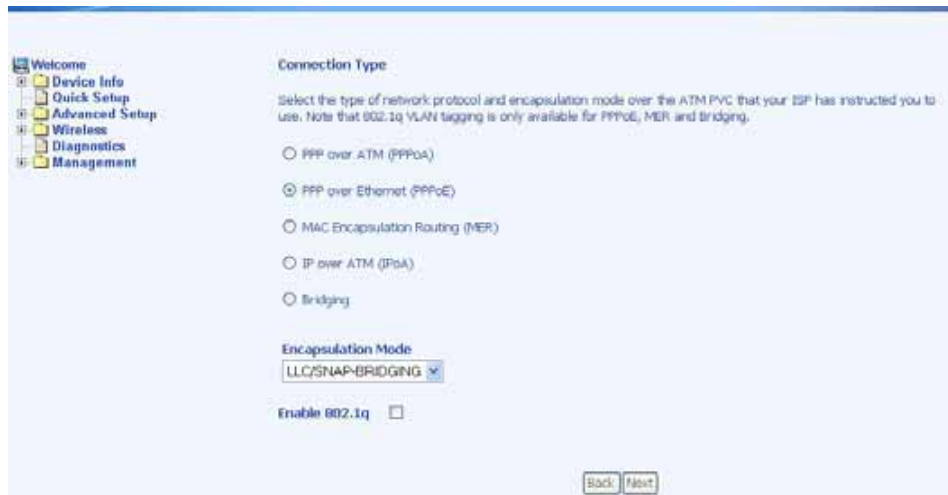 Welcome
Device Info
Quick Setup
Advanced Setup
Wireless
Diagnostics
Management
Connection Type
Select the type of network protocol and encapsulation mode over the ATM PVC that your ISP has instructed you to
use. Note that 802.1q VLAN tagging is only available for PPPoE, MER and Bridging.
PPP over ATM (PPPoA)
PPP over Ethernet (PPPoE)
MAC Encapsulation Routing (MER)
IP over ATM (IPoA)
Bridging
Encapsulation Mode
LLC/SNAP-BRIDGING
Enable 802.1q
Back Next